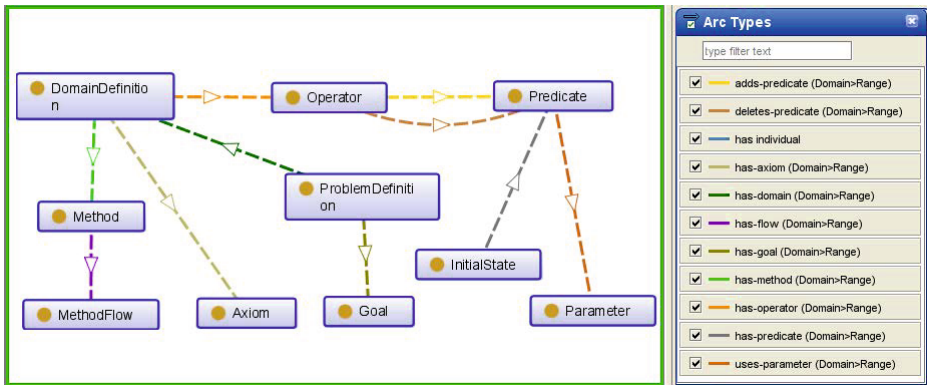 DomainDefinitio
n
Operator
Predicate
ProblemDefiniti
on
Method
InitialState
MethodFlow
Axiom
Goal
Parameter
Arc Types
type filter text
adds-predicate (Domain>Range)
deletes-predicate (Domain>Range)
has individual
has-axiom (Domain>Range)
has-domain (Domain>Range)
has-flow (Domain>Range)
has-goal (Domain>Range)
has-method (Domain>Range)
has-operator (Domain>Range)
has-predicate (Domain>Range)
uses-parameter (Domain>Range)